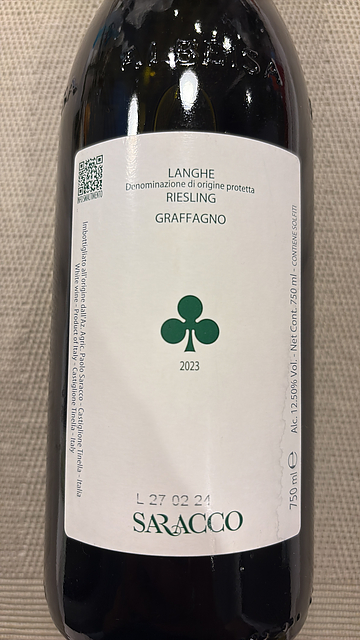 ALBEISA
LANGHE
Denominazione di origine protetta
RIESLING
GRAFFAGNO
2023
L 27 02 24
SARACCO
Imbottigliato all'origine dall'Az. Agric. Paolo Saracco - Castiglione Tinella - Italia
White wine - Product of Italy - Castiglione Tinella - Italy
750 ml ℮ Alc. 12.50% Vol. - Net Cont. 750 ml - CONTIENE SOLFITI